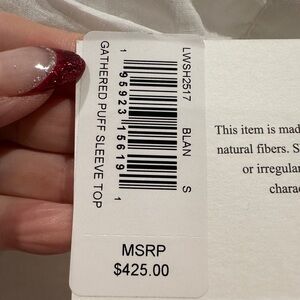 LWSH2517 BLAN S
1 95923 15619 1
GATHERED PUFF SLEEVE TOP
MSRP
$425.00
This item is mad
natural fibers. S
or irregular
charac